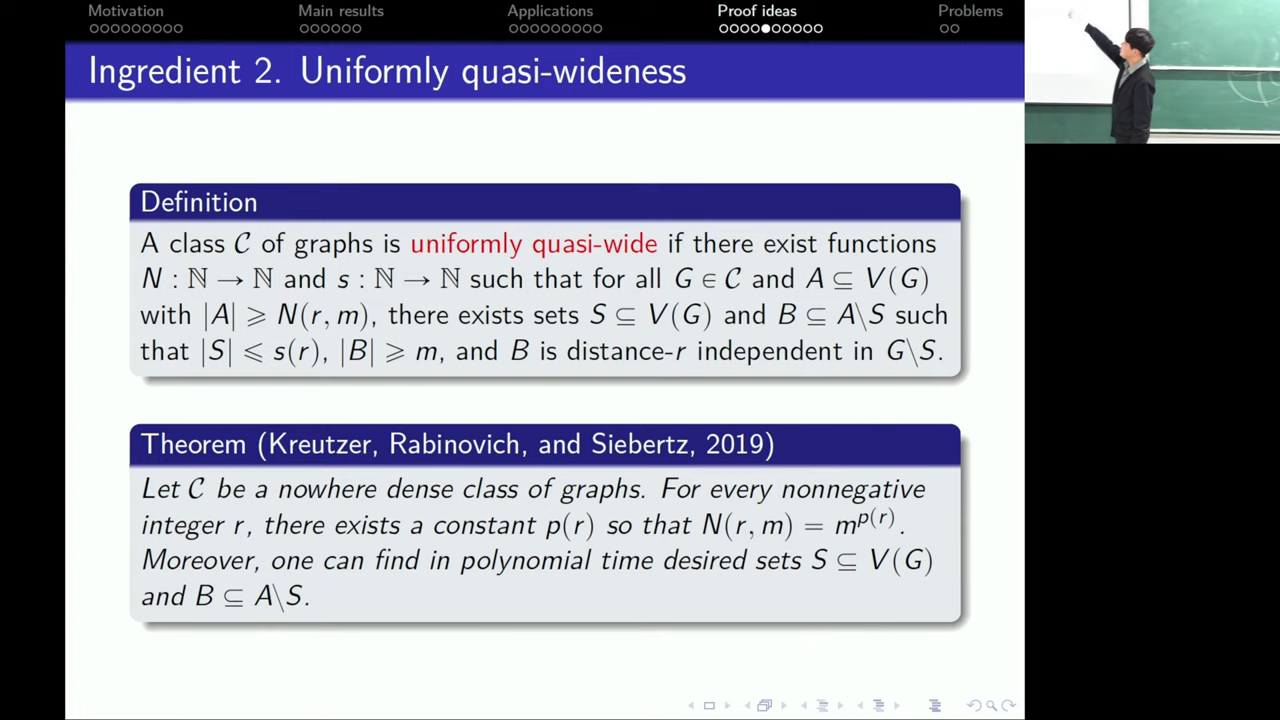 Motivation Main results Applications Proof ideas Problems
Ingredient 2. Uniformly quasi-wideness
Definition
A class 𝒞 of graphs is uniformly quasi-wide if there exist functions
N : ℕ → ℕ and s : ℕ → ℕ such that for all G ∈ 𝒞 and A ⊆ V(G)
with |A| ⩾ N(r, m), there exists sets S ⊆ V(G) and B ⊆ A\S such
that |S| ⩽ s(r), |B| ⩾ m, and B is distance-r independent in G\S.
Theorem (Kreutzer, Rabinovich, and Siebertz, 2019)
Let 𝒞 be a nowhere dense class of graphs. For every nonnegative
integer r, there exists a constant p(r) so that N(r, m) = m^{p(r)}.
Moreover, one can find in polynomial time desired sets S ⊆ V(G)
and B ⊆ A\S.